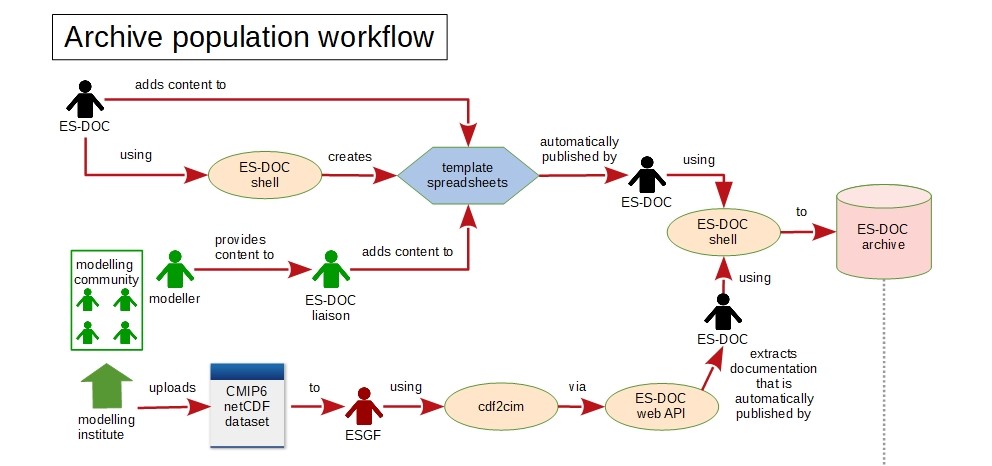 Archive population workflow
adds content to
ES-DOC
using
ES-DOC
shell
creates
template
spreadsheets
automatically
published by
ES-DOC
using
ES-DOC
shell
to
ES-DOC
archive
modelling
community
modeller
provides
content to
ES-DOC
liaison
adds content to
using
ES-DOC
extracts
documentation
that is
automatically
published by
modelling
institute
uploads
CMIP6
netCDF
dataset
to
ESGF
using
cdf2cim
via
ES-DOC
web API